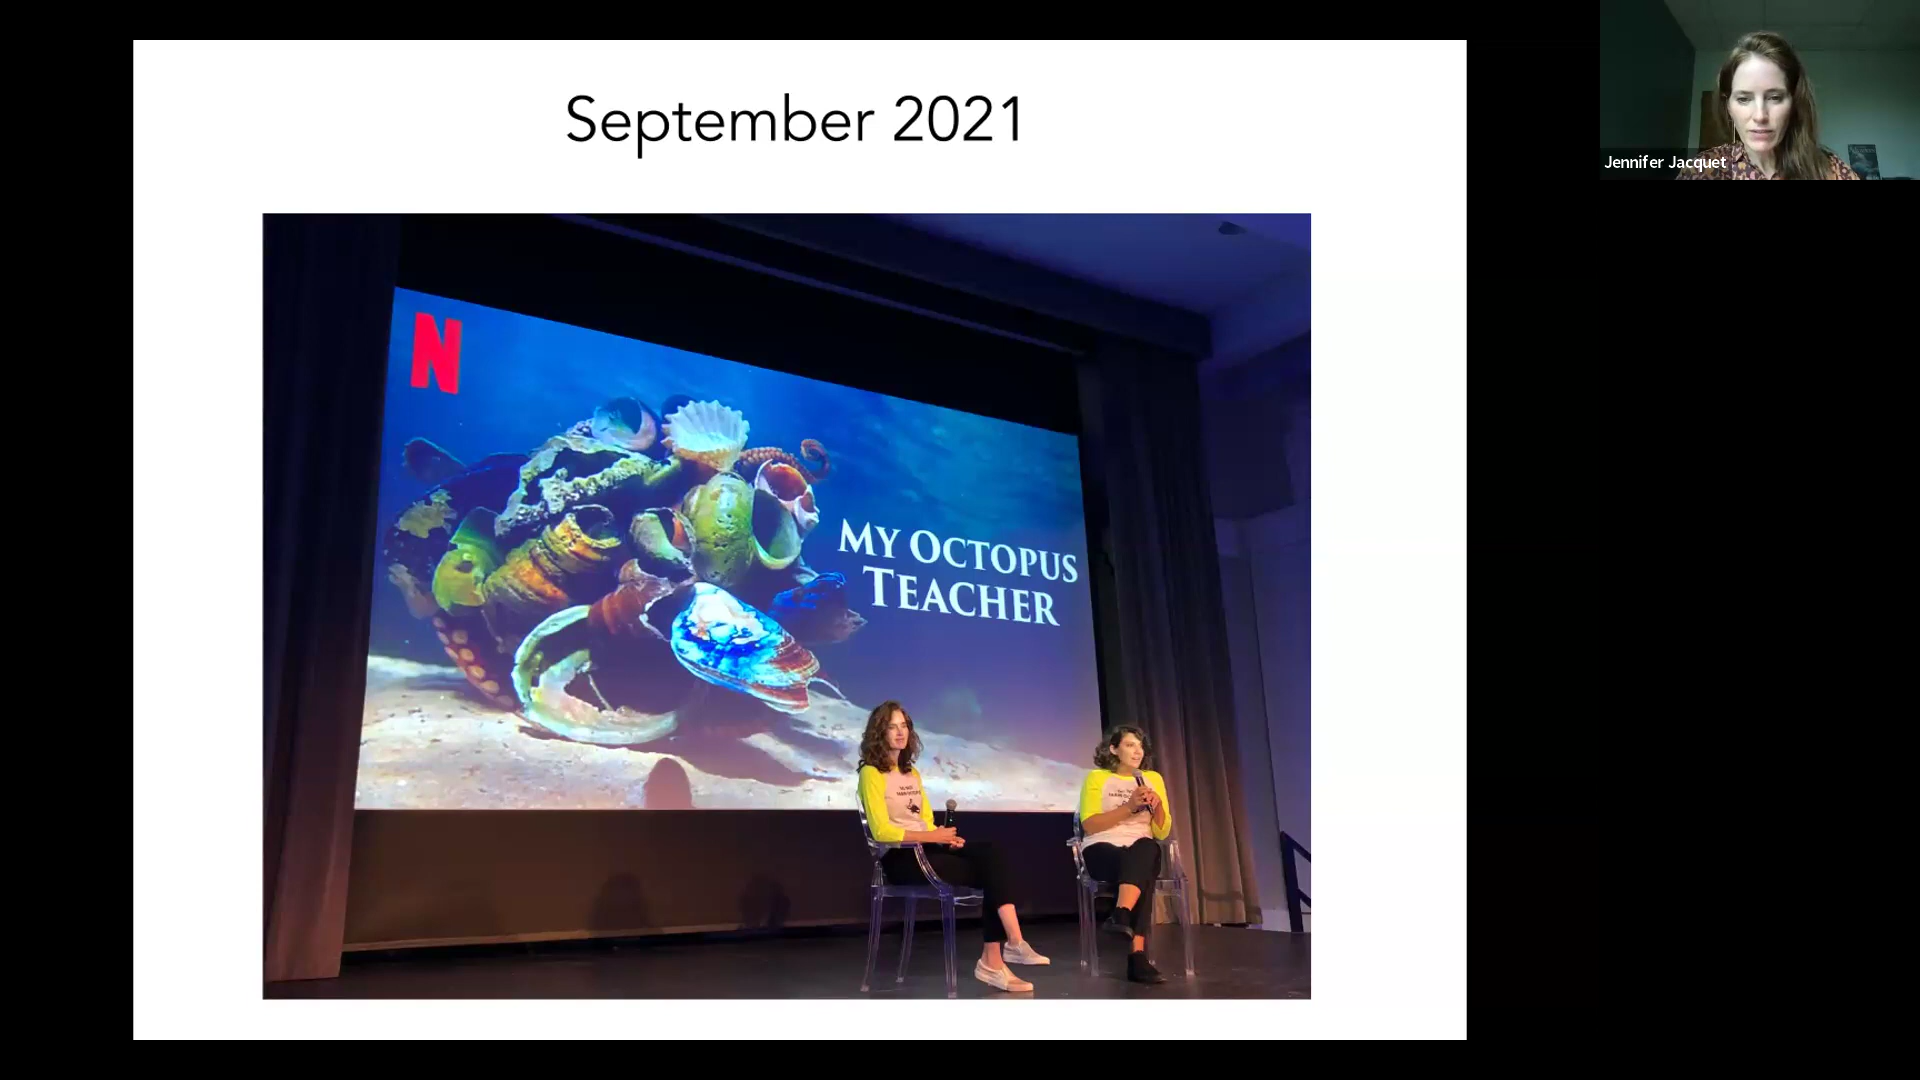 September 2021
Jennifer Jacquet
N
MY OCTOPUS
TEACHER